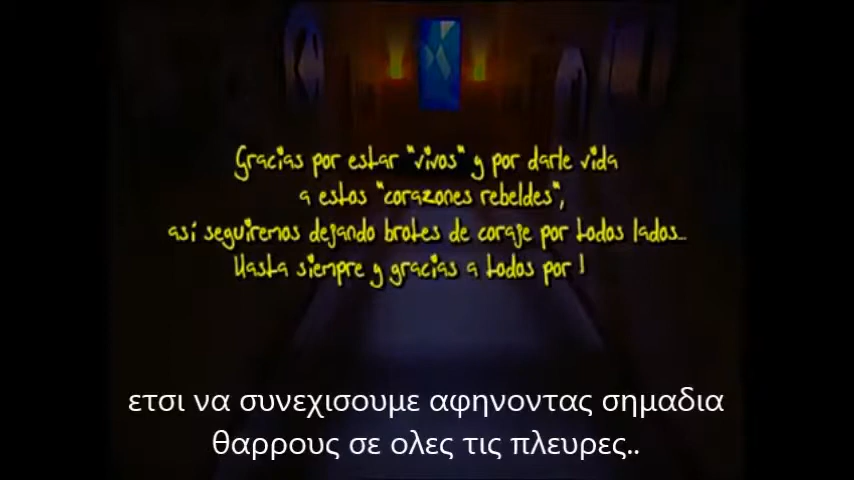 Gracias por estar "vivos" y por darle vida
a estos "corazones rebeldes",
así seguiremos dejando brotes de coraje por todos lados...
Hasta siempre y gracias a todos por
ετσι να συνεχισουμε αφηνοντας σημαδια
θαρρους σε ολες τις πλευρες..